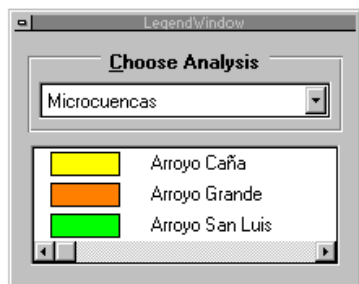 LegendWindow
Choose Analysis
Microcuencas
Arroyo Caña
Arroyo Grande
Arroyo San Luis